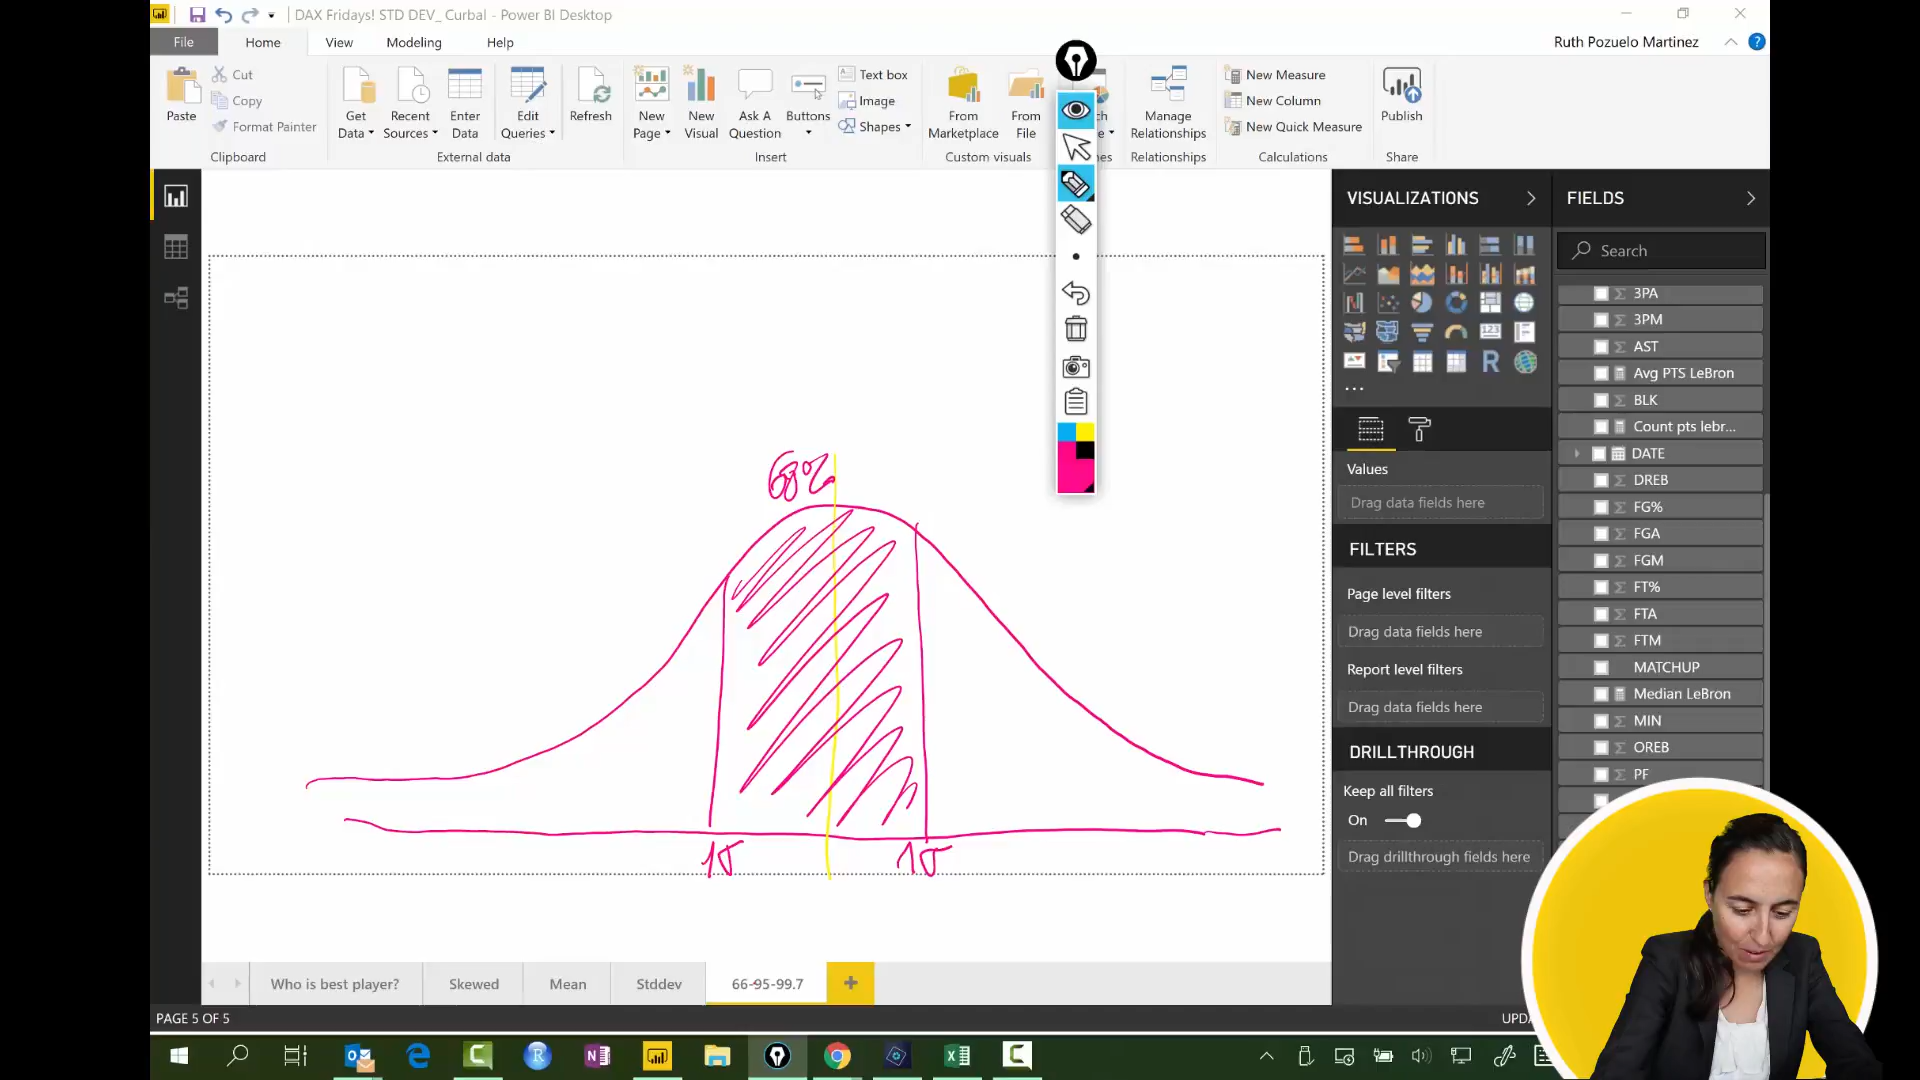 DAX Fridays! STD DEV_ Curbal - Power BI Desktop
File
Home
View
Modeling
Help
Ruth Pozuelo Martinez
Paste
Cut
Copy
Format Painter
Clipboard
Get Data
Recent Sources
Enter Data
Edit Queries
External data
Refresh
New Page
New Visual
Ask A Question
Buttons
Text box
Image
Shapes
Insert
From Marketplace
From File
Custom visuals
Manage Relationships
Relationships
New Measure
New Column
New Quick Measure
Calculations
Publish
Share
68%
1σ
1σ
VISUALIZATIONS
R
Values
Drag data fields here
FILTERS
Page level filters
Drag data fields here
Report level filters
Drag data fields here
DRILLTHROUGH
Keep all filters
On
Drag drillthrough fields here
FIELDS
Search
3PA
3PM
AST
Avg PTS LeBron
BLK
Count pts lebr...
DATE
DREB
FG%
FGA
FGM
FT%
FTA
FTM
MATCHUP
Median LeBron
MIN
OREB
PF
Who is best player?
Skewed
Mean
Stddev
66-95-99.7
PAGE 5 OF 5